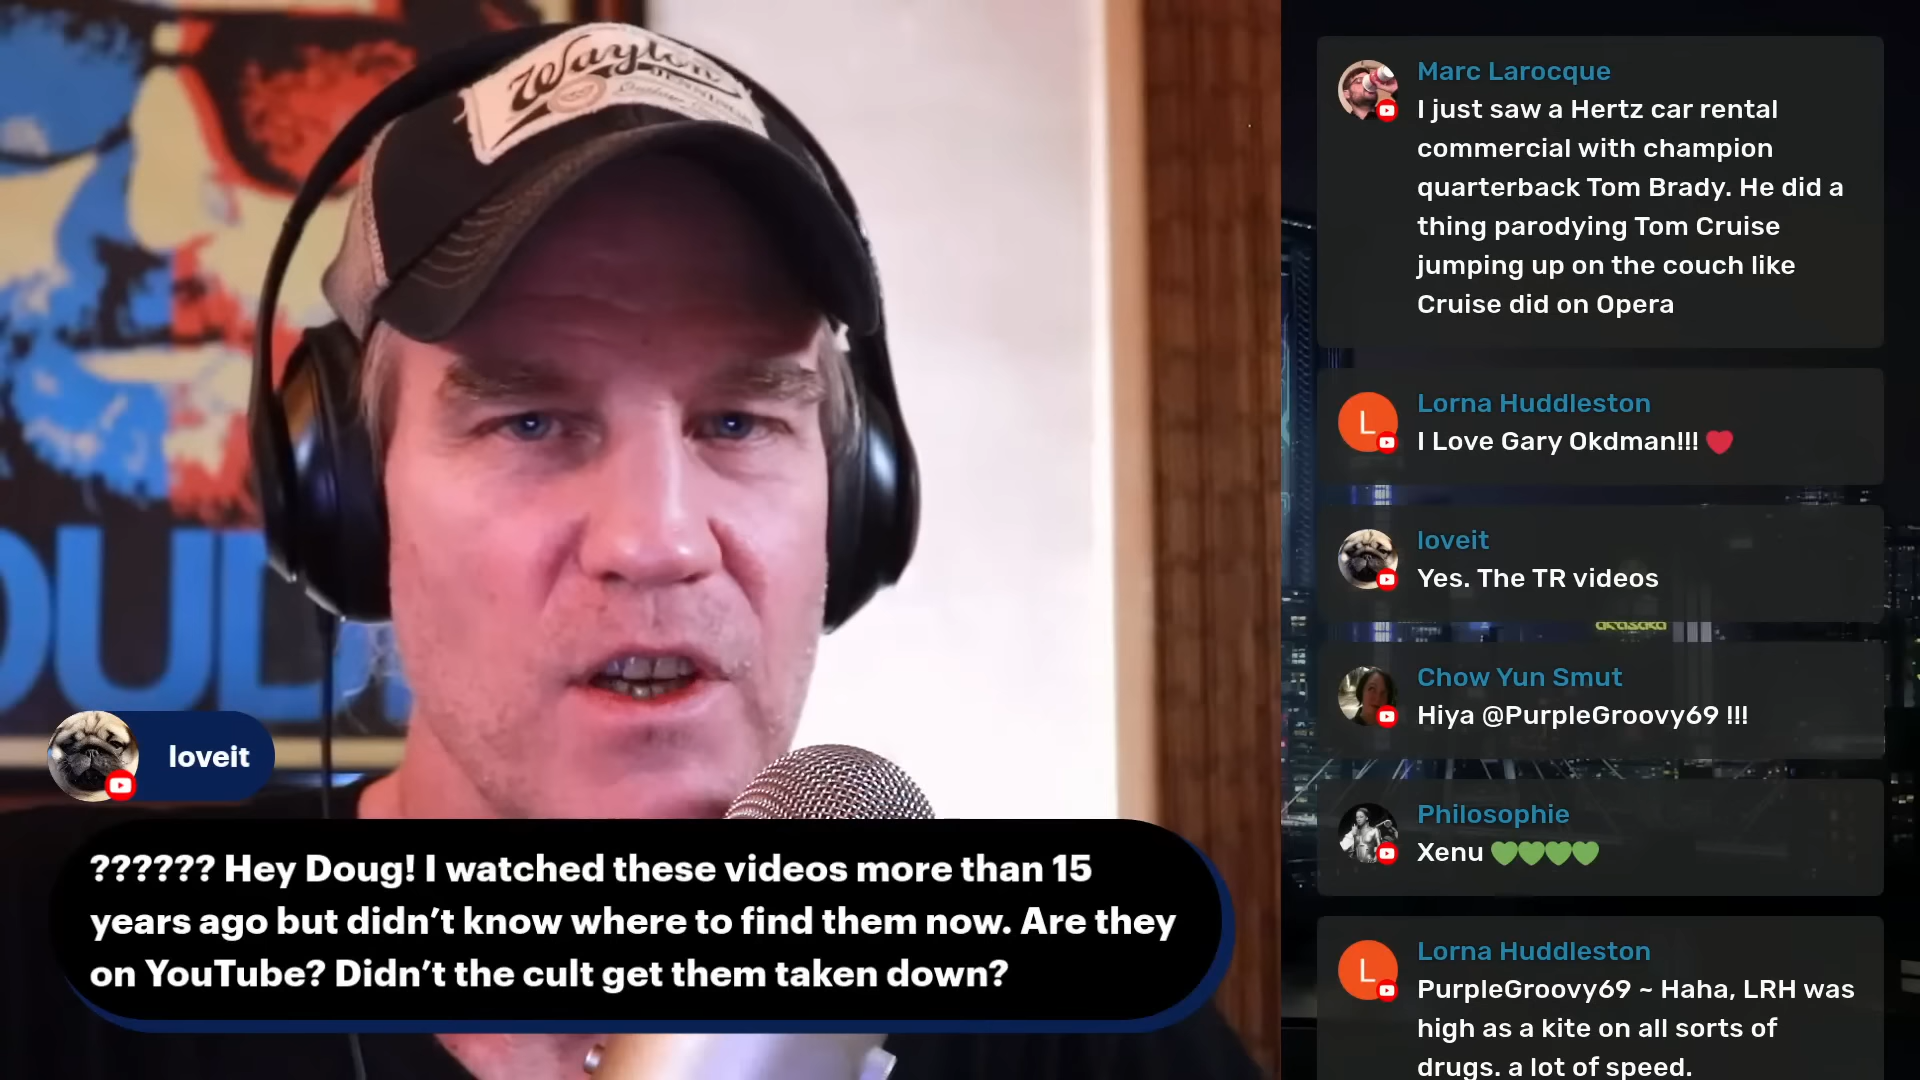 Waylon
OUL
loveit
?????? Hey Doug! I watched these videos more than 15
years ago but didn't know where to find them now. Are they
on YouTube? Didn't the cult get them taken down?
Marc Larocque
I just saw a Hertz car rental
commercial with champion
quarterback Tom Brady. He did a
thing parodying Tom Cruise
jumping up on the couch like
Cruise did on Opera
L
Lorna Huddleston
I Love Gary Okdman!!! ❤️
loveit
Yes. The TR videos
akasaka
Chow Yun Smut
Hiya @PurpleGroovy69 !!!
Philosophie
Xenu 💚💚💚💚
L
Lorna Huddleston
PurpleGroovy69 ~ Haha, LRH was
high as a kite on all sorts of
drugs. a lot of speed.